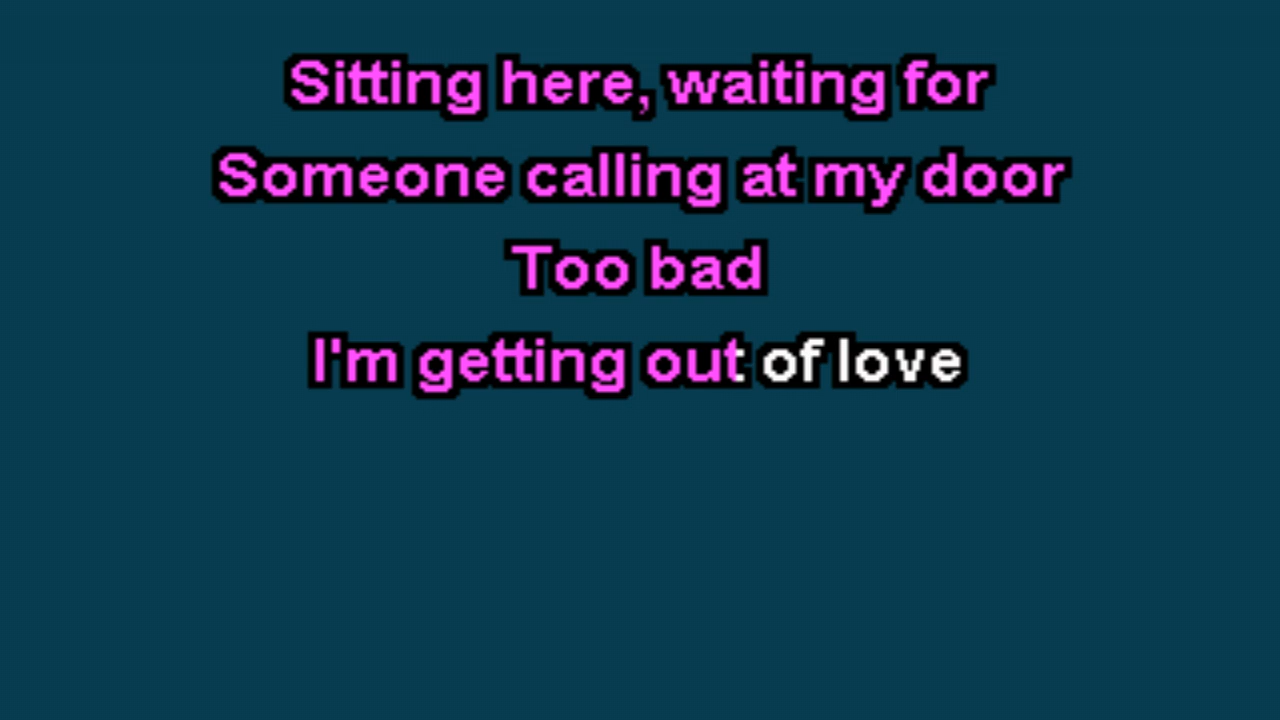 Sitting here, waiting for
Someone calling at my door
Too bad
I'm getting out of love